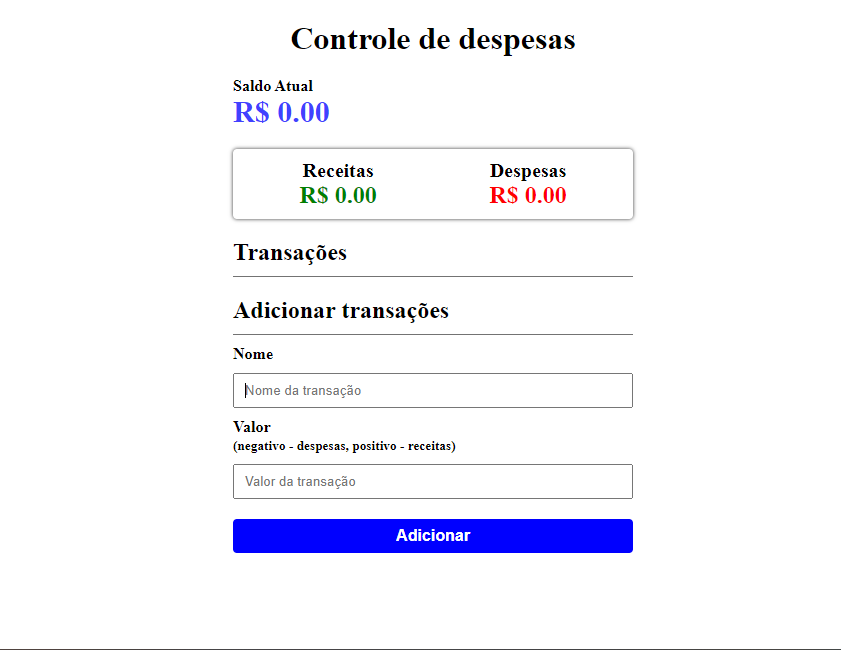 Controle de despesas
Saldo Atual
R$ 0.00
Receitas Despesas
R$ 0.00 R$ 0.00
Transações
Adicionar transações
Nome
Nome da transação
Valor
(negativo - despesas, positivo - receitas)
Valor da transação
Adicionar